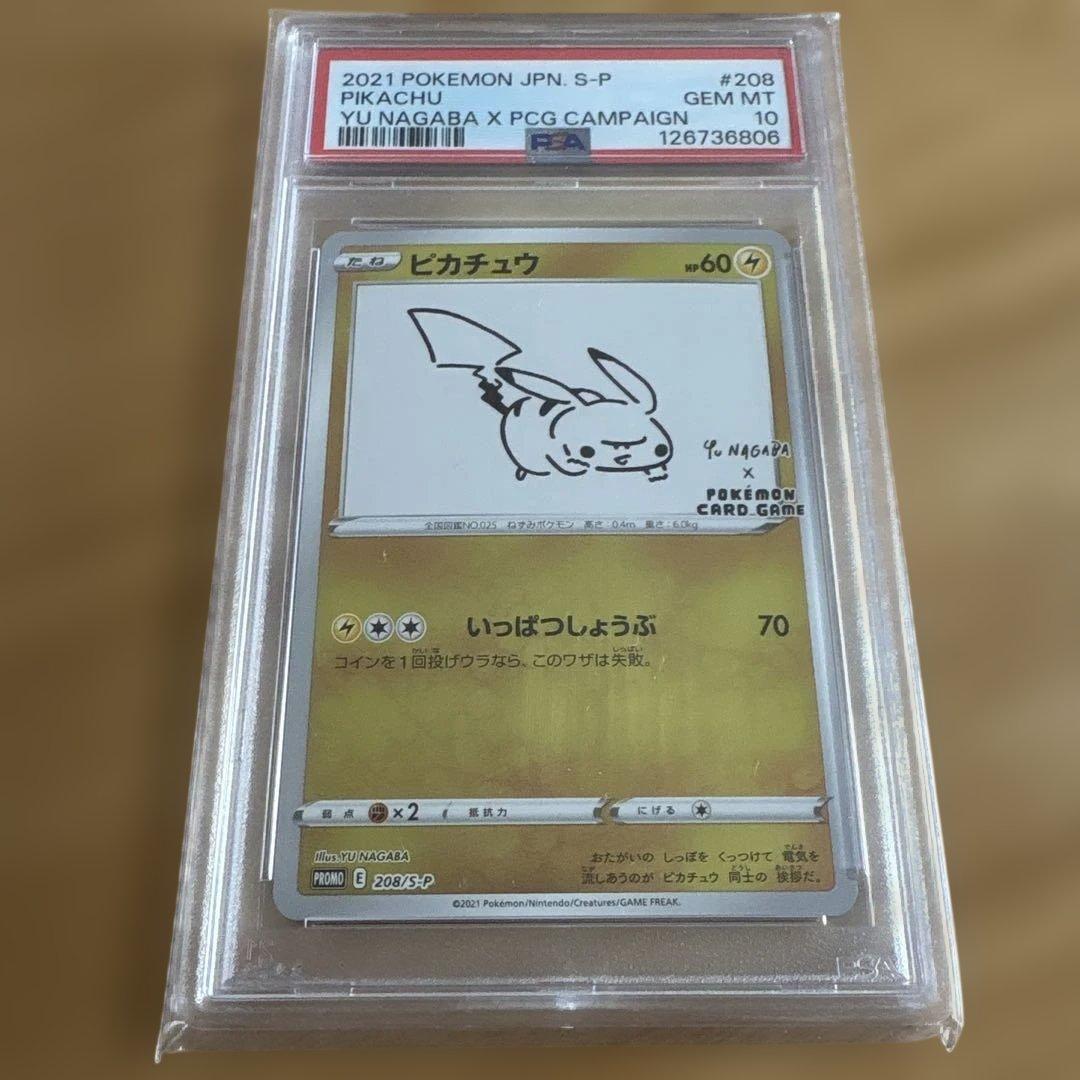 2021 POKEMON JPN. S-P #208
PIKACHU GEM MT
YU NAGABA X PCG CAMPAIGN 10
PSA 126736806
たね ピカチュウ HP60
Yu NAGABA
×
POKÉMON
CARD GAME
全国図鑑NO.025 ねずみポケモン 高さ:0.4m 重さ:6.0kg
いっぱつしょうぶ 70
コインを1回投げウラなら、このワザは失敗。
弱点 ×2 抵抗力 にげる
Illus.YU NAGABA
PROMO E 208/S-P
おたがいの しっぽを くっつけて 電気を
流しあうのが ピカチュウ 同士の 挨拶だ。
©2021 Pokémon/Nintendo/Creatures/GAME FREAK.
PSA